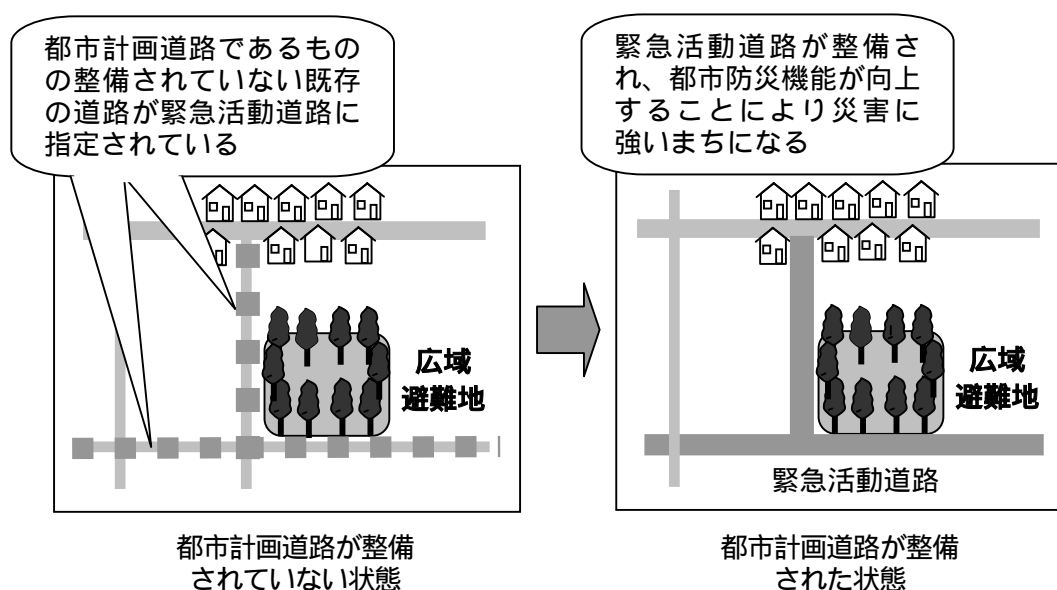 都市計画道路であるもの
の整備されていない既存
の道路が緊急活動道路に
指定されている
広域
避難地
都市計画道路が整備
されていない状態
緊急活動道路が整備さ
れ、都市防災機能が向上
することにより災害に
強いまちになる
広域
避難地
緊急活動道路
都市計画道路が整備
された状態